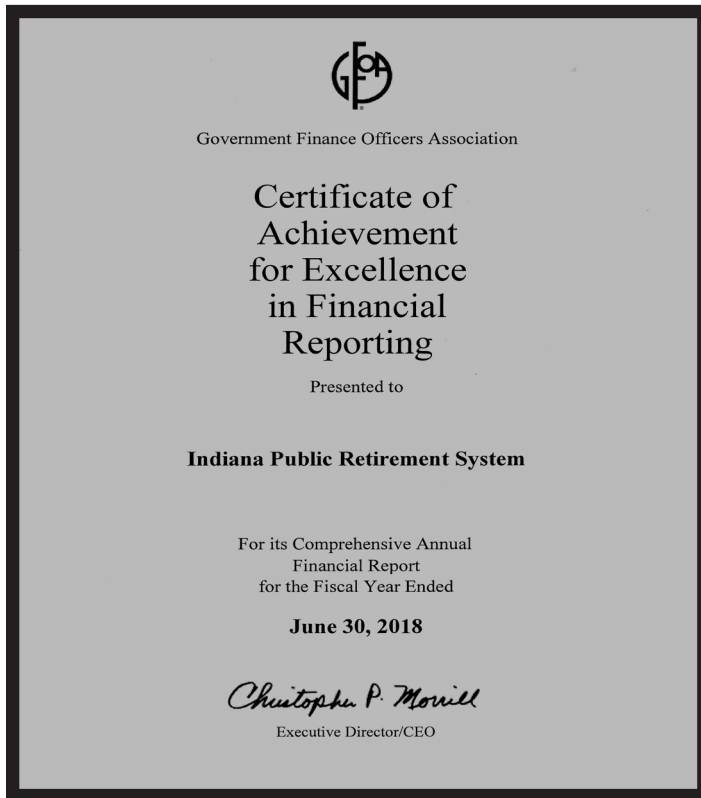 GFOA
Government Finance Officers Association
Certificate of
Achievement
for Excellence
in Financial
Reporting
Presented to
Indiana Public Retirement System
For its Comprehensive Annual
Financial Report
for the Fiscal Year Ended
June 30, 2018
Christopher P. Morrill
Executive Director/CEO